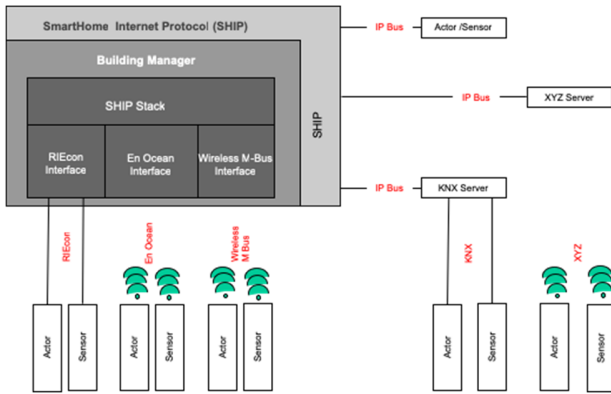 SmartHome Internet Protocol (SHIP)
IP Bus
Actor /Sensor
Building Manager
SHIP Stack
SHIP
IP Bus
XYZ Server
RIEcon
Interface
En Ocean
Interface
Wireless M-Bus
Interface
IP Bus
KNX Server
RIEcon
En Ocean
Wireless
M Bus
KNX
XYZ
Actor
Sensor
Actor
Sensor
Actor
Sensor
Actor
Sensor
Actor
Sensor